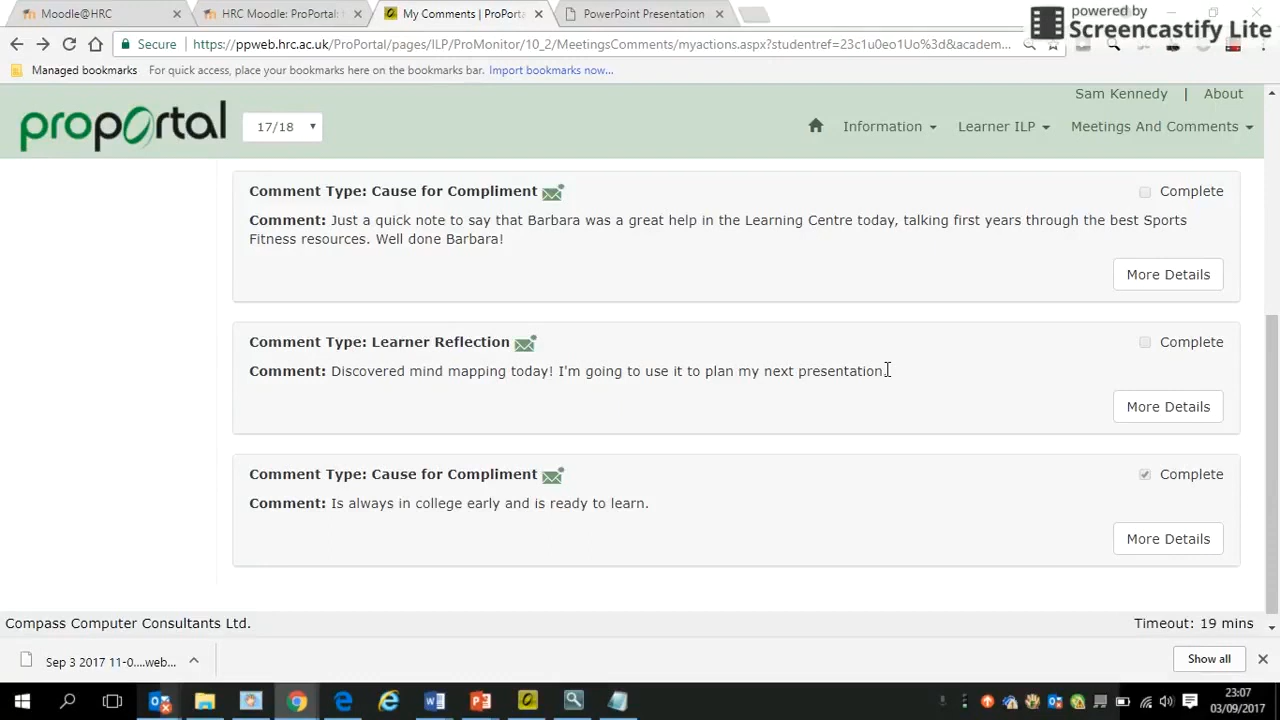 Moodle@HRC
HRC Moodle: ProPortal
My Comments | ProPorta
PowerPoint Presentation
powered by
Screencastify Lite
Secure
https://ppweb.hrc.ac.uk/ProPortal/pages/ILP/ProMonitor/10_2/MeetingsComments/myactions.aspx?studentref=23c1u0eo1Uo%3d&academ...
Managed bookmarks
For quick access, place your bookmarks here on the bookmarks bar. Import bookmarks now...
Sam Kennedy | About
proportal
17/18
Information
Learner ILP
Meetings And Comments
Comment Type: Cause for Compliment
Complete
Comment: Just a quick note to say that Barbara was a great help in the Learning Centre today, talking first years through the best Sports
Fitness resources. Well done Barbara!
More Details
Comment Type: Learner Reflection
Complete
Comment: Discovered mind mapping today! I'm going to use it to plan my next presentation.
More Details
Comment Type: Cause for Compliment
Complete
Comment: Is always in college early and is ready to learn.
More Details
Compass Computer Consultants Ltd.
Timeout: 19 mins
Sep 3 2017 11-0....web...
Show all
23:07
03/09/2017